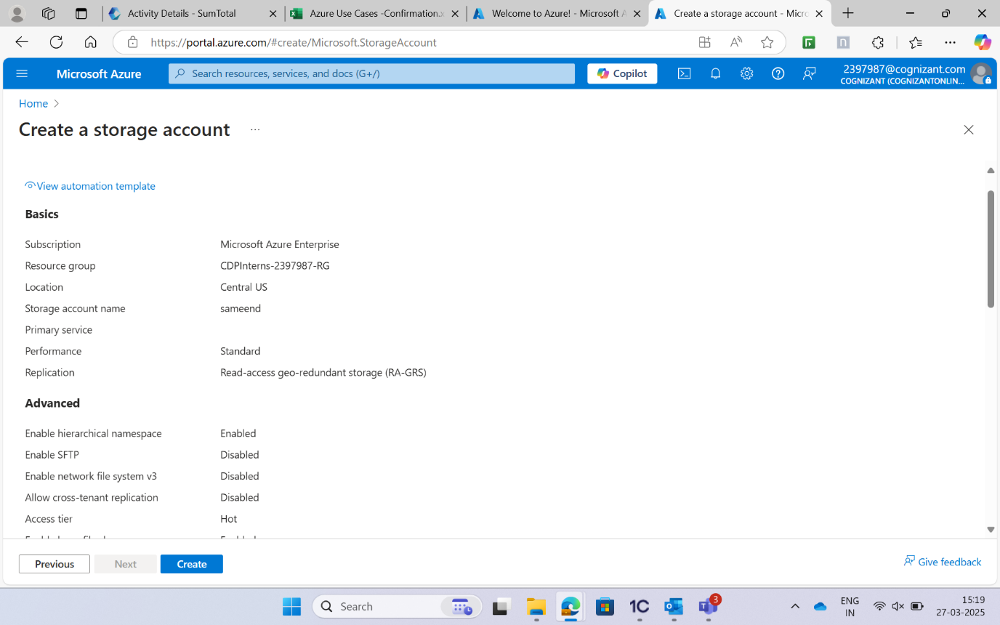 Activity Details - SumTotal
Azure Use Cases -Confirmation.x
Welcome to Azure! - Microsoft A
Create a storage account - Micro
https://portal.azure.com/#create/Microsoft.StorageAccount
Microsoft Azure
Search resources, services, and docs (G+/)
Copilot
2397987@cognizant.com
COGNIZANT (COGNIZANTONLIN...
Home
Create a storage account ...
View automation template
Basics
Subscription Microsoft Azure Enterprise
Resource group CDPInterns-2397987-RG
Location Central US
Storage account name sameend
Primary service
Performance Standard
Replication Read-access geo-redundant storage (RA-GRS)
Advanced
Enable hierarchical namespace Enabled
Enable SFTP Disabled
Enable network file system v3 Disabled
Allow cross-tenant replication Disabled
Access tier Hot
Previous Next Create
Give feedback
Search
1C
3
ENG
IN
15:19
27-03-2025